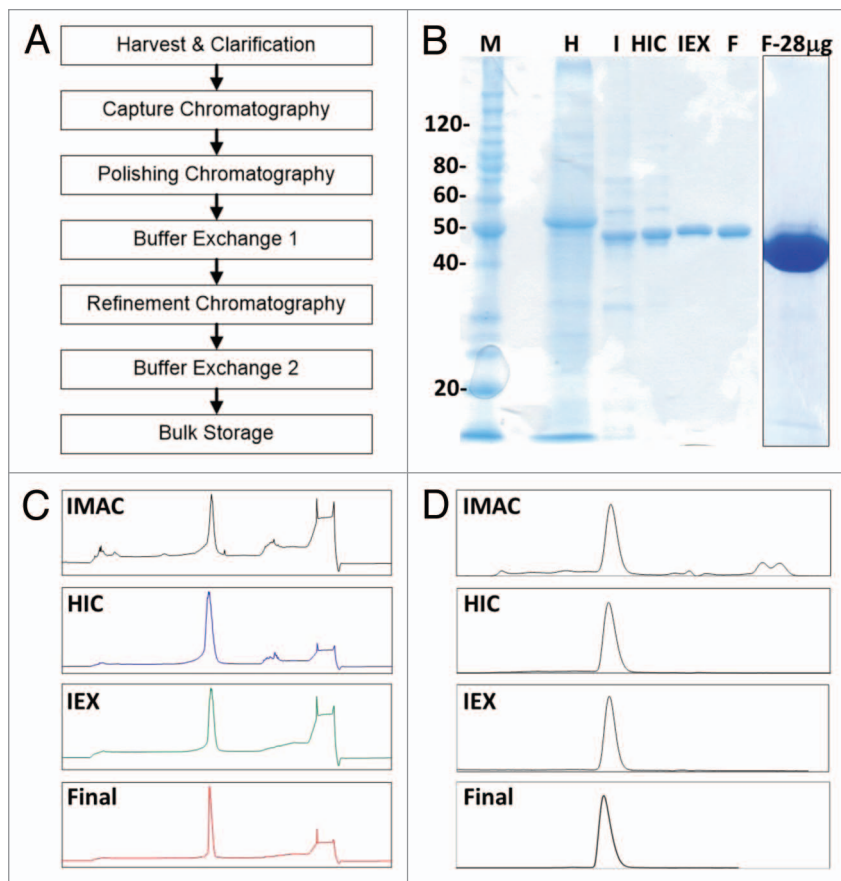 A
Harvest & Clarification
Capture Chromatography
Polishing Chromatography
Buffer Exchange 1
Refinement Chromatography
Buffer Exchange 2
Bulk Storage
B
M H I HIC IEX F F-28μg
120-
80-
60-
50-
40-
20-
C
IMAC
HIC
IEX
Final
D
IMAC
HIC
IEX
Final